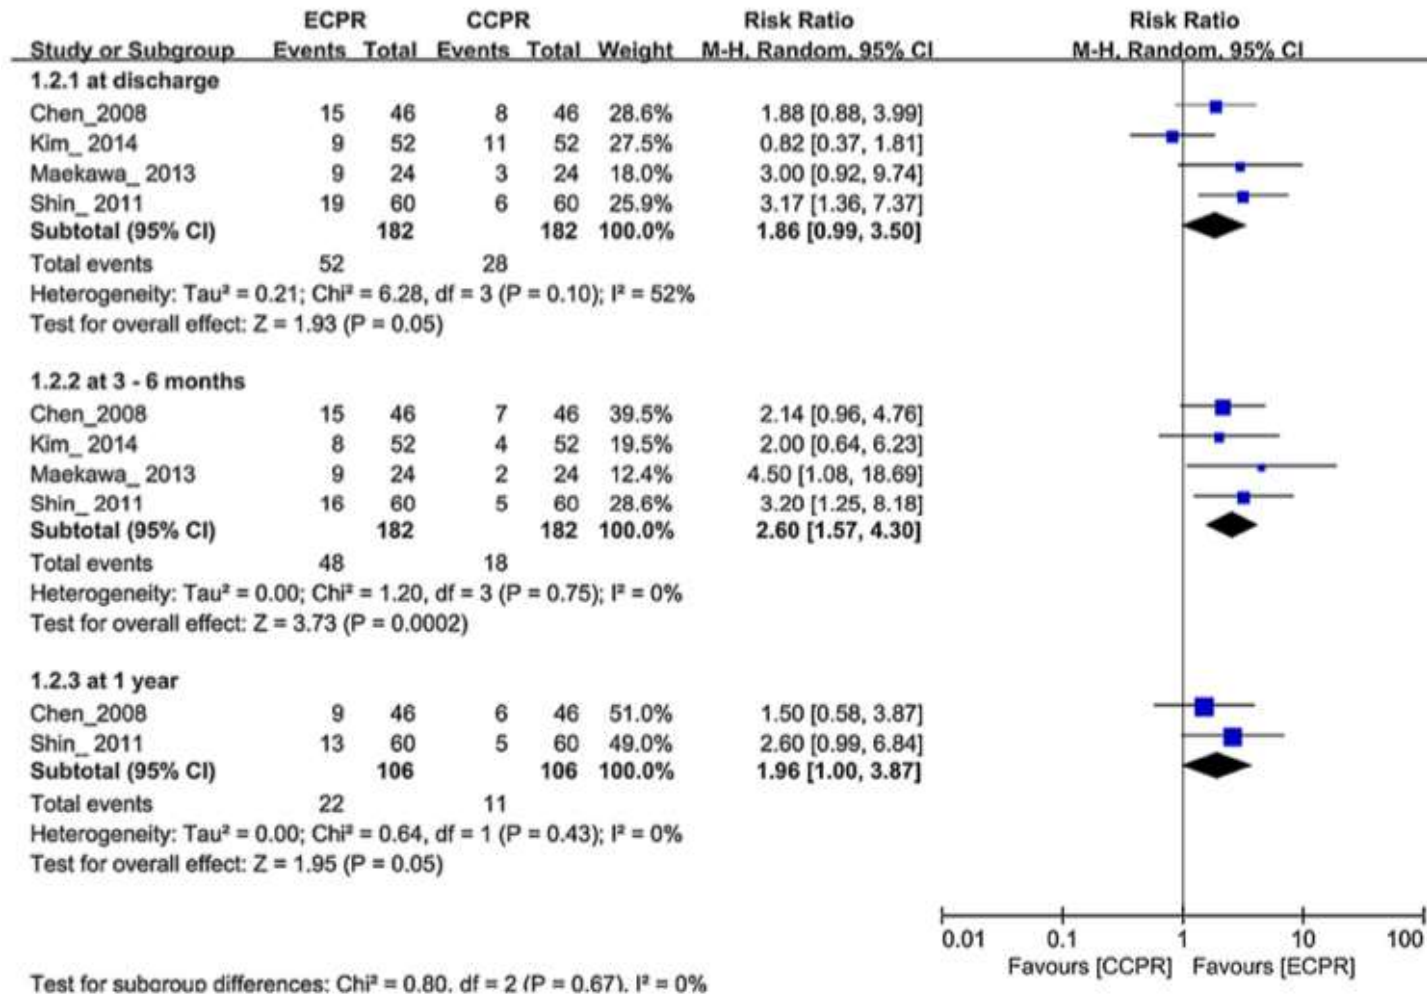 ECPR CCPR Risk Ratio Risk Ratio
Study or Subgroup Events Total Events Total Weight M-H, Random, 95% CI M-H, Random, 95% CI
1.2.1 at discharge
Chen_2008 15 46 8 46 28.6% 1.88 [0.88, 3.99]
Kim_ 2014 9 52 11 52 27.5% 0.82 [0.37, 1.81]
Maekawa_ 2013 9 24 3 24 18.0% 3.00 [0.92, 9.74]
Shin_ 2011 19 60 6 60 25.9% 3.17 [1.36, 7.37]
Subtotal (95% CI) 182 182 100.0% 1.86 [0.99, 3.50]
Total events 52 28
Heterogeneity: Tau² = 0.21; Chi² = 6.28, df = 3 (P = 0.10); I² = 52%
Test for overall effect: Z = 1.93 (P = 0.05)
1.2.2 at 3 - 6 months
Chen_2008 15 46 7 46 39.5% 2.14 [0.96, 4.76]
Kim_ 2014 8 52 4 52 19.5% 2.00 [0.64, 6.23]
Maekawa_ 2013 9 24 2 24 12.4% 4.50 [1.08, 18.69]
Shin_ 2011 16 60 5 60 28.6% 3.20 [1.25, 8.18]
Subtotal (95% CI) 182 182 100.0% 2.60 [1.57, 4.30]
Total events 48 18
Heterogeneity: Tau² = 0.00; Chi² = 1.20, df = 3 (P = 0.75); I² = 0%
Test for overall effect: Z = 3.73 (P = 0.0002)
1.2.3 at 1 year
Chen_2008 9 46 6 46 51.0% 1.50 [0.58, 3.87]
Shin_ 2011 13 60 5 60 49.0% 2.60 [0.99, 6.84]
Subtotal (95% CI) 106 106 100.0% 1.96 [1.00, 3.87]
Total events 22 11
Heterogeneity: Tau² = 0.00; Chi² = 0.64, df = 1 (P = 0.43); I² = 0%
Test for overall effect: Z = 1.95 (P = 0.05)
0.01 0.1 1 10 100
Favours [CCPR] Favours [ECPR]
Test for subgroup differences: Chi² = 0.80, df = 2 (P = 0.67), I² = 0%